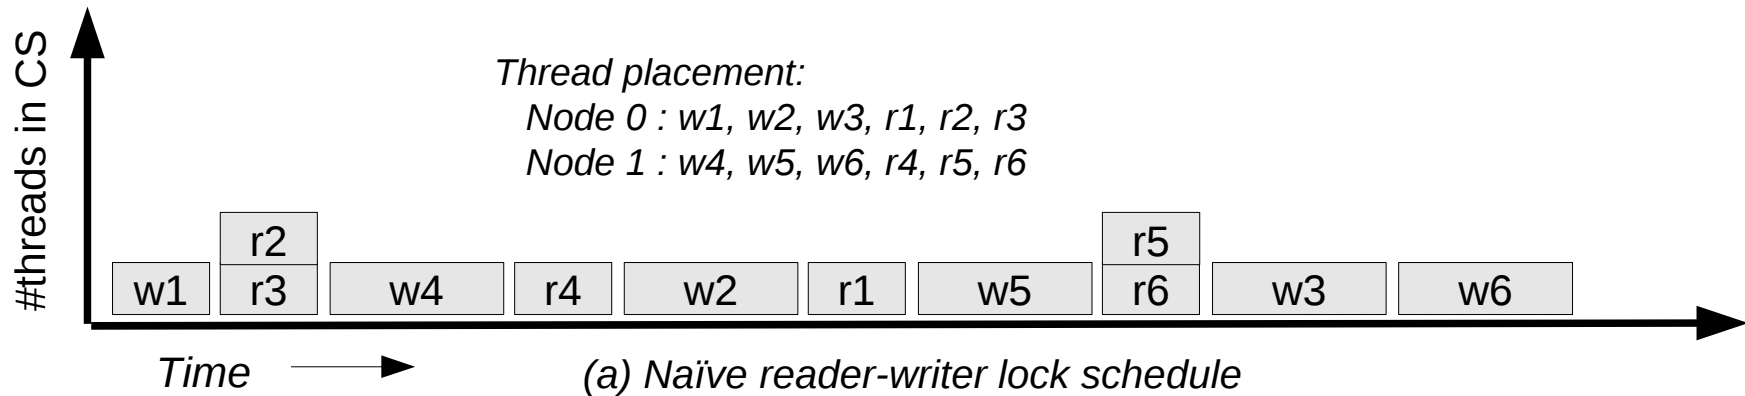 #threads in CS
Thread placement:
Node 0 : w1, w2, w3, r1, r2, r3
Node 1 : w4, w5, w6, r4, r5, r6
r2 r5
w1 r3 w4 r4 w2 r1 w5 r6 w3 w6
Time
(a) Naïve reader-writer lock schedule